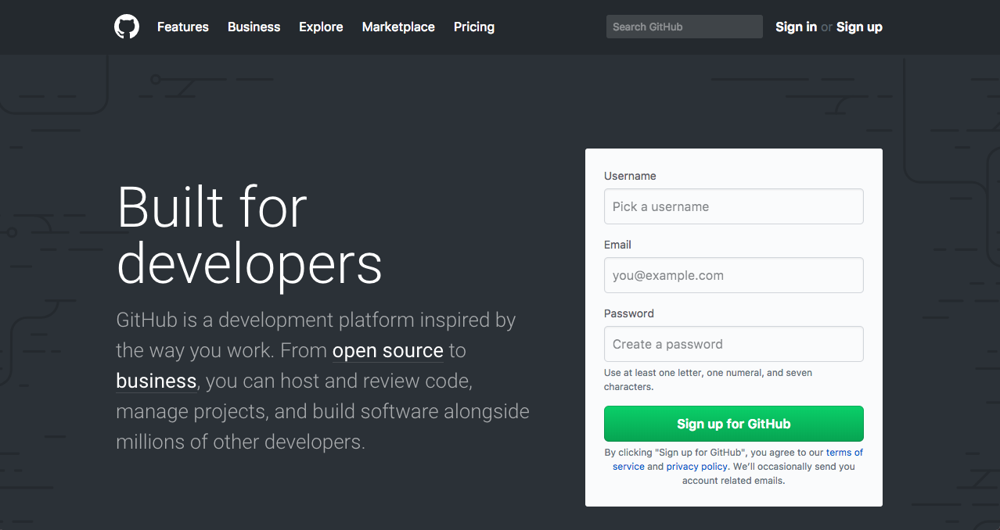 Features Business Explore Marketplace Pricing Search GitHub Sign in or Sign up
Built for
developers
GitHub is a development platform inspired by
the way you work. From open source to
business, you can host and review code,
manage projects, and build software alongside
millions of other developers.
Username
Pick a username
Email
you@example.com
Password
Create a password
Use at least one letter, one numeral, and seven
characters.
Sign up for GitHub
By clicking "Sign up for GitHub", you agree to our terms of
service and privacy policy. We’ll occasionally send you
account related emails.